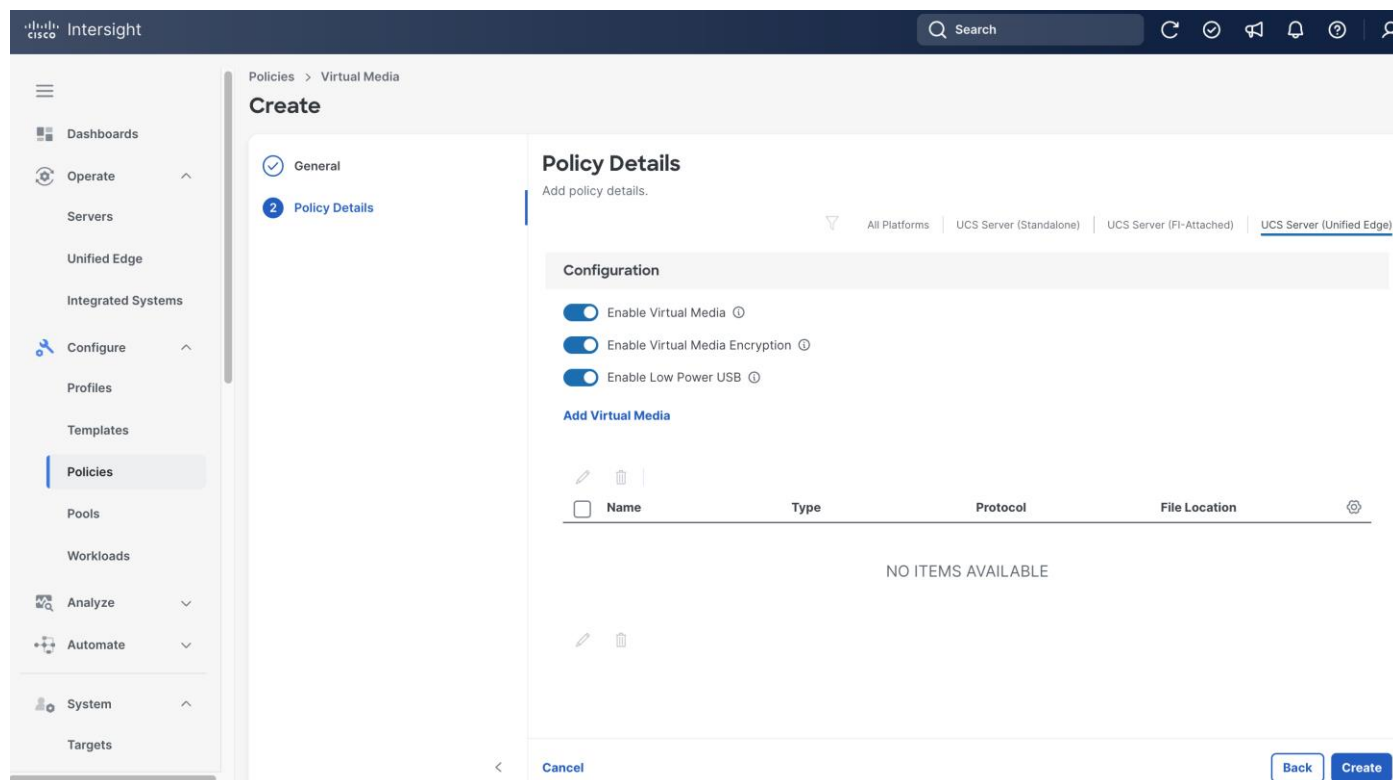 cisco Intersight
Search
Policies > Virtual Media
Create
Dashboards
Operate
Servers
Unified Edge
Integrated Systems
Configure
Profiles
Templates
Policies
Pools
Workloads
Analyze
Automate
System
Targets
General
2 Policy Details
Policy Details
Add policy details.
All Platforms | UCS Server (Standalone) | UCS Server (FI-Attached) | UCS Server (Unified Edge)
Configuration
Enable Virtual Media
Enable Virtual Media Encryption
Enable Low Power USB
Add Virtual Media
Name Type Protocol File Location
NO ITEMS AVAILABLE
Cancel Back Create